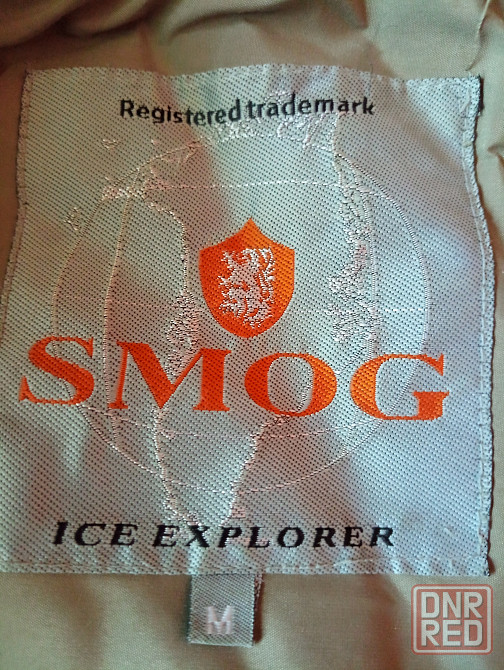 Registered trademark
SMOG
ICE EXPLORER
M
DNR
RED